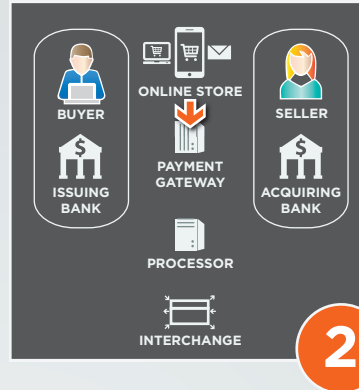 ONLINE STORE
BUYER
SELLER
$
$
PAYMENT
GATEWAY
ISSUING
BANK
ACQUIRING
BANK
PROCESSOR
INTERCHANGE
2